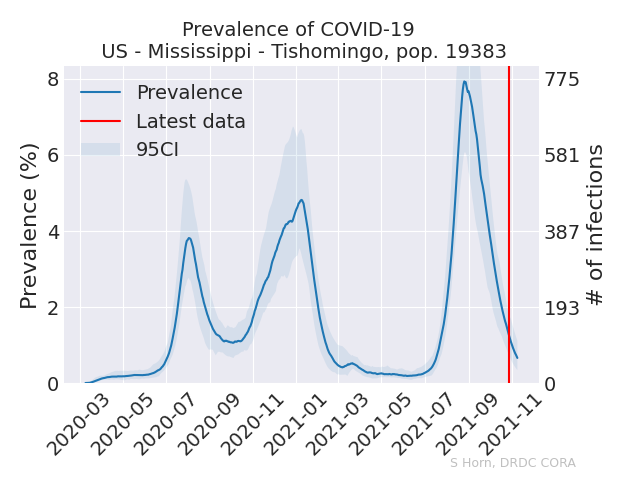 Prevalence of COVID-19
US - Mississippi - Tishomingo, pop. 19383
Prevalence
Latest data
95CI
Prevalence (%)
8
6
4
2
0
775
581
387
193
0
# of infections
2020-03
2020-05
2020-07
2020-09
2020-11
2021-01
2021-03
2021-05
2021-07
2021-09
2021-11
S Horn, DRDC CORA